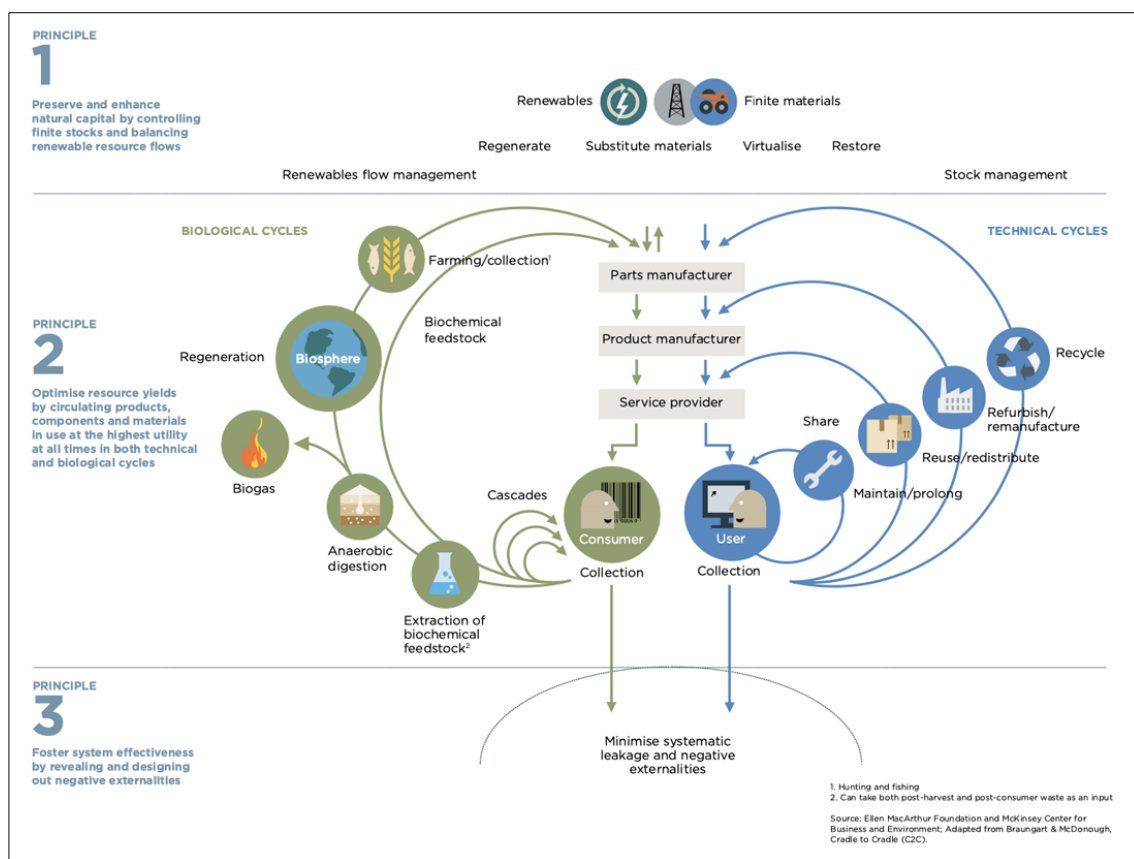 PRINCIPLE
1
Preserve and enhance
natural capital by controlling
finite stocks and balancing
renewable resource flows
Renewables
Finite materials
Regenerate
Substitute materials
Virtualise
Restore
Renewables flow management
Stock management
PRINCIPLE
2
Optimise resource yields
by circulating products,
components and materials
in use at the highest utility
at all times in both technical
and biological cycles
BIOLOGICAL CYCLES
TECHNICAL CYCLES
Farming/collection¹
Parts manufacturer
Biochemical
feedstock
Product manufacturer
Regeneration
Biosphere
Recycle
Service provider
Share
Refurbish/
remanufacture
Reuse/redistribute
Biogas
Cascades
Maintain/prolong
Consumer
User
Anaerobic
digestion
Collection
Collection
Extraction of
biochemical
feedstock²
PRINCIPLE
3
Foster system effectiveness
by revealing and designing
out negative externalities
Minimise systematic
leakage and negative
externalities
1. Hunting and fishing
2. Can take both post-harvest and post-consumer waste as an input
Source: Ellen MacArthur Foundation and McKinsey Center for
Business and Environment; Adapted from Braungart & McDonough,
Cradle to Cradle (C2C).